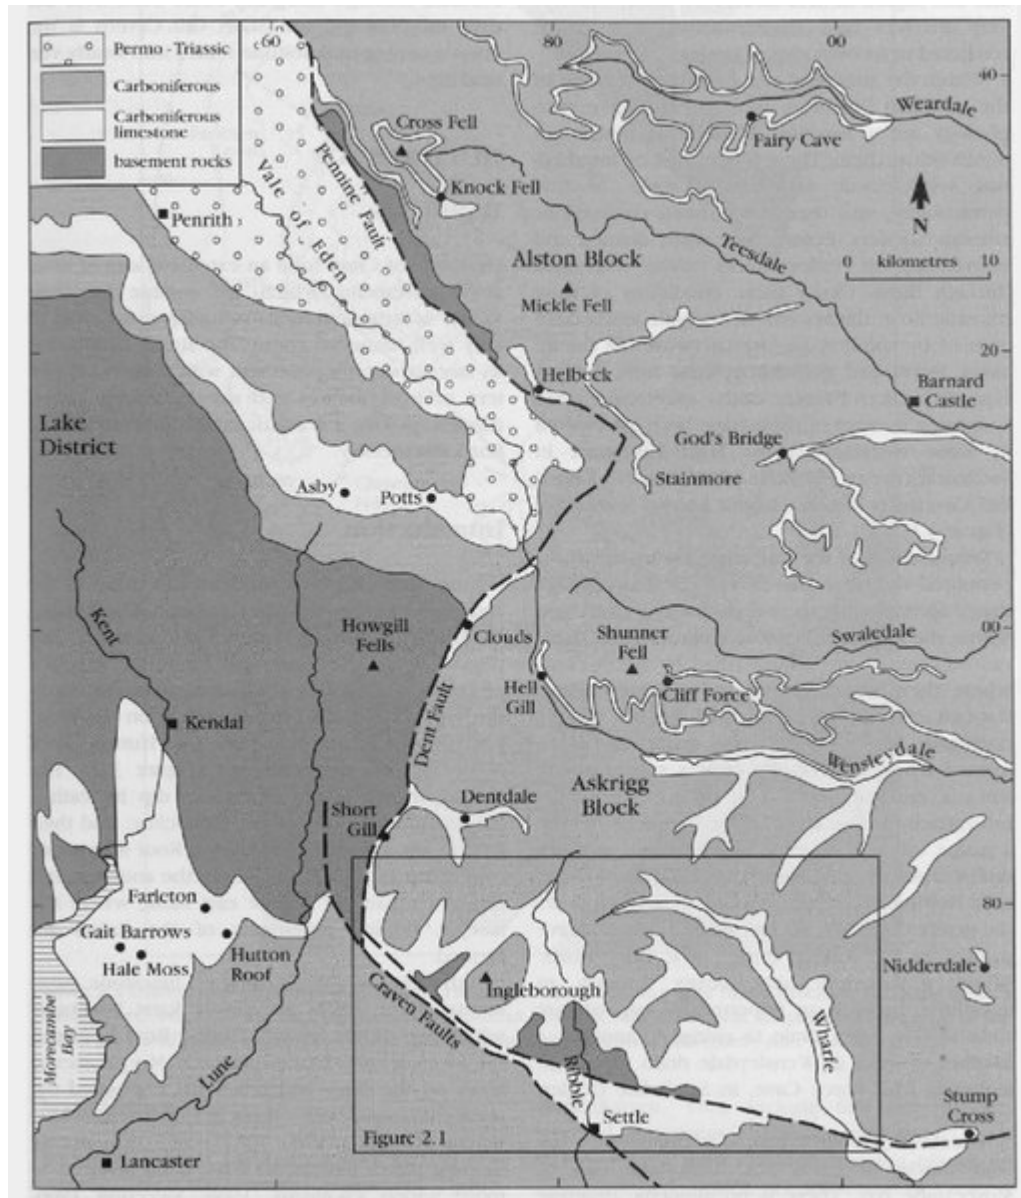 Permo - Triassic
Carboniferous
Carboniferous
limestone
basement rocks
60
80
00
40
Weardale
Cross Fell
Fairy Cave
Pennine Fault
Vale of Eden
Knock Fell
Penrith
N
Teesdale
Alston Block
0 kilometres 10
Mickle Fell
20
Helbeck
Barnard
Castle
Lake
District
God's Bridge
Stainmore
Asby
Potts
Kent
Howgill
Fells
Clouds
Shunner
Fell
Swaledale
00
Hell
Gill
Cliff Force
Kendal
Dent Fault
Wensleydale
Askrigg
Block
Short
Gill
Dentdale
Farleton
80
Gait Barrows
Hale Moss
Hutton
Roof
Nidderdale
Ingleborough
Craven Faults
Morecambe
Bay
Wharfe
Lune
Ribble
Settle
Stump
Cross
Figure 2.1
Lancaster